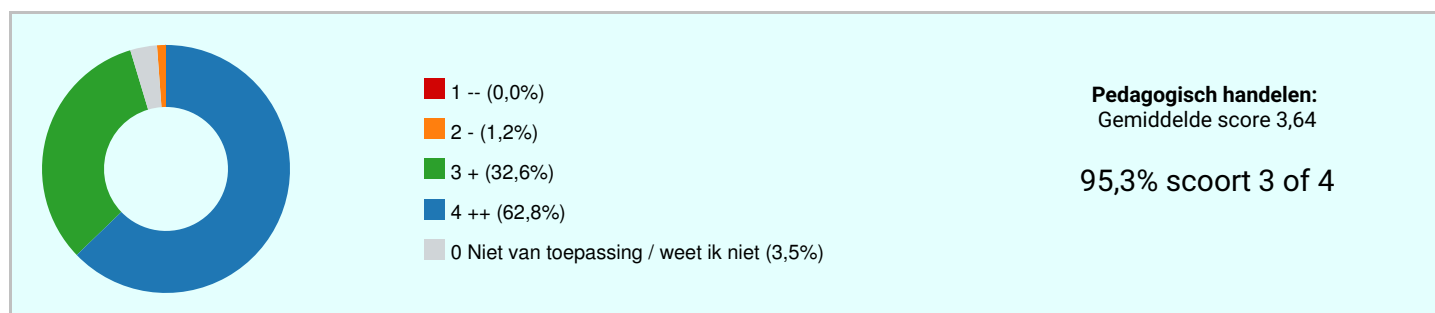 1 -- (0,0%)
2 - (1,2%)
3 + (32,6%)
4 ++ (62,8%)
0 Niet van toepassing / weet ik niet (3,5%)
Pedagogisch handelen:
Gemiddelde score 3,64
95,3% scoort 3 of 4